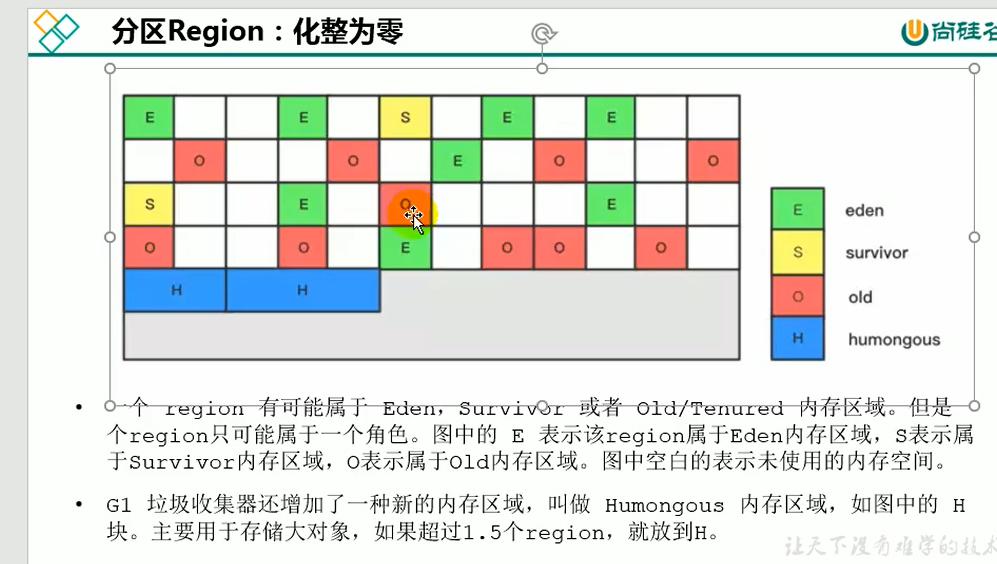 分区Region：化整为零
尚硅谷
E E S E E
O O E O O
S E O E
O O E O O O
H H
E eden
S survivor
O old
H humongous
• 一个 region 有可能属于 Eden，Survivor 或者 Old/Tenured 内存区域。但是
个region只可能属于一个角色。图中的 E 表示该region属于Eden内存区域，S表示属
于Survivor内存区域，O表示属于Old内存区域。图中空白的表示未使用的内存空间。
• G1 垃圾收集器还增加了一种新的内存区域，叫做 Humongous 内存区域，如图中的 H
块。主要用于存储大对象，如果超过1.5个region，就放到H。
让天下没有难学的技术